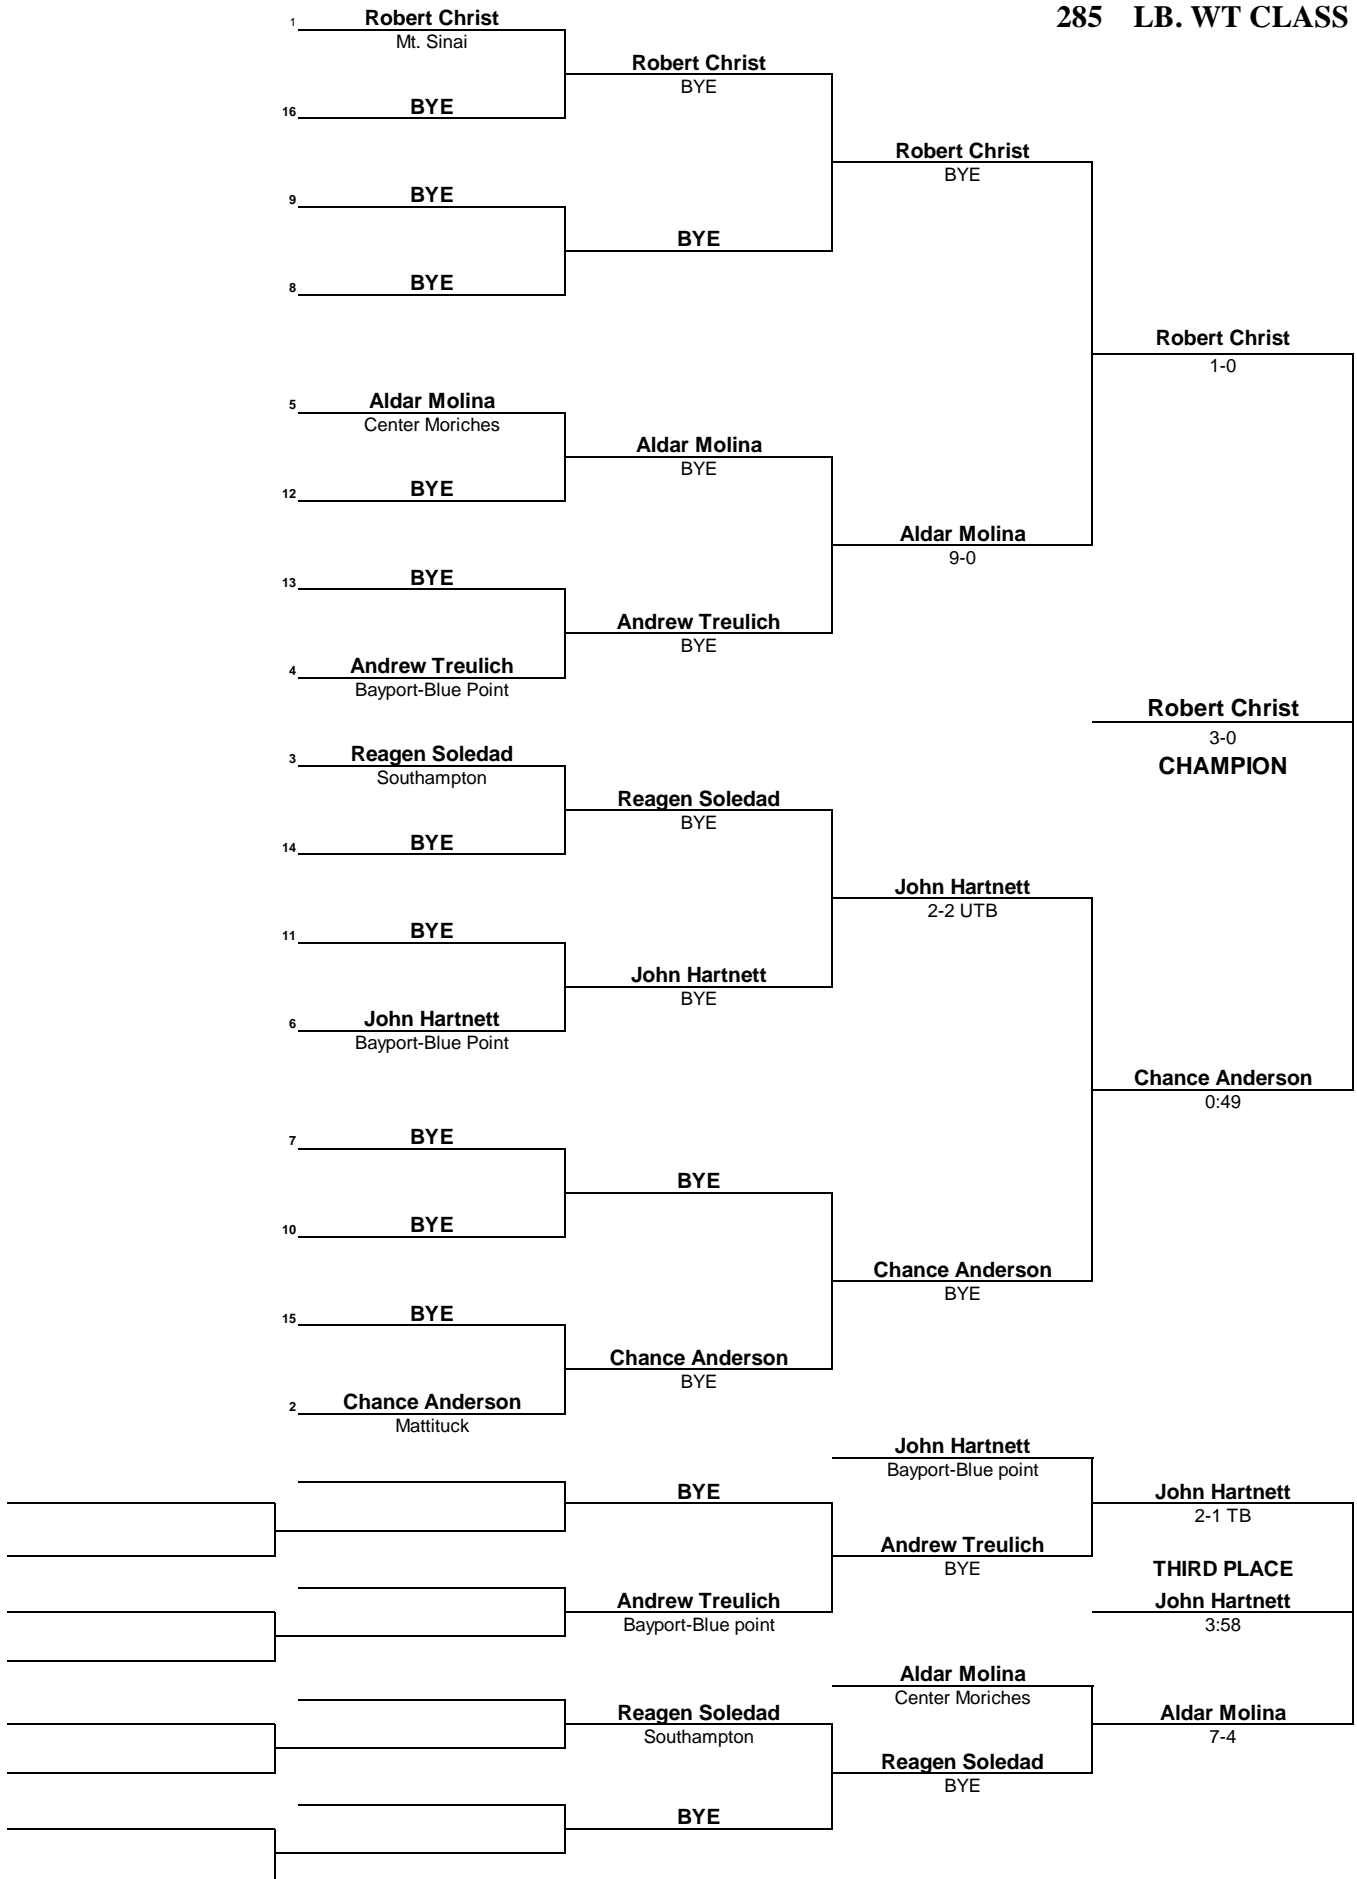 285 LB. WT CLASS
1 Robert Christ
Mt. Sinai
Robert Christ
BYE
16 BYE
Robert Christ
BYE
9 BYE
BYE
8 BYE
Robert Christ
1-0
5 Aldar Molina
Center Moriches
Aldar Molina
BYE
12 BYE
Aldar Molina
9-0
13 BYE
Andrew Treulich
BYE
4 Andrew Treulich
Bayport-Blue Point
Robert Christ
3-0
CHAMPION
3 Reagen Soledad
Southampton
Reagen Soledad
BYE
14 BYE
John Hartnett
2-2 UTB
11 BYE
John Hartnett
BYE
6 John Hartnett
Bayport-Blue Point
Chance Anderson
0:49
7 BYE
BYE
10 BYE
Chance Anderson
BYE
15 BYE
Chance Anderson
BYE
2 Chance Anderson
Mattituck
John Hartnett
Bayport-Blue point
BYE
John Hartnett
2-1 TB
Andrew Treulich
BYE
THIRD PLACE
Andrew Treulich
Bayport-Blue point
John Hartnett
3:58
Aldar Molina
Center Moriches
Reagen Soledad
Southampton
Aldar Molina
7-4
Reagen Soledad
BYE
BYE